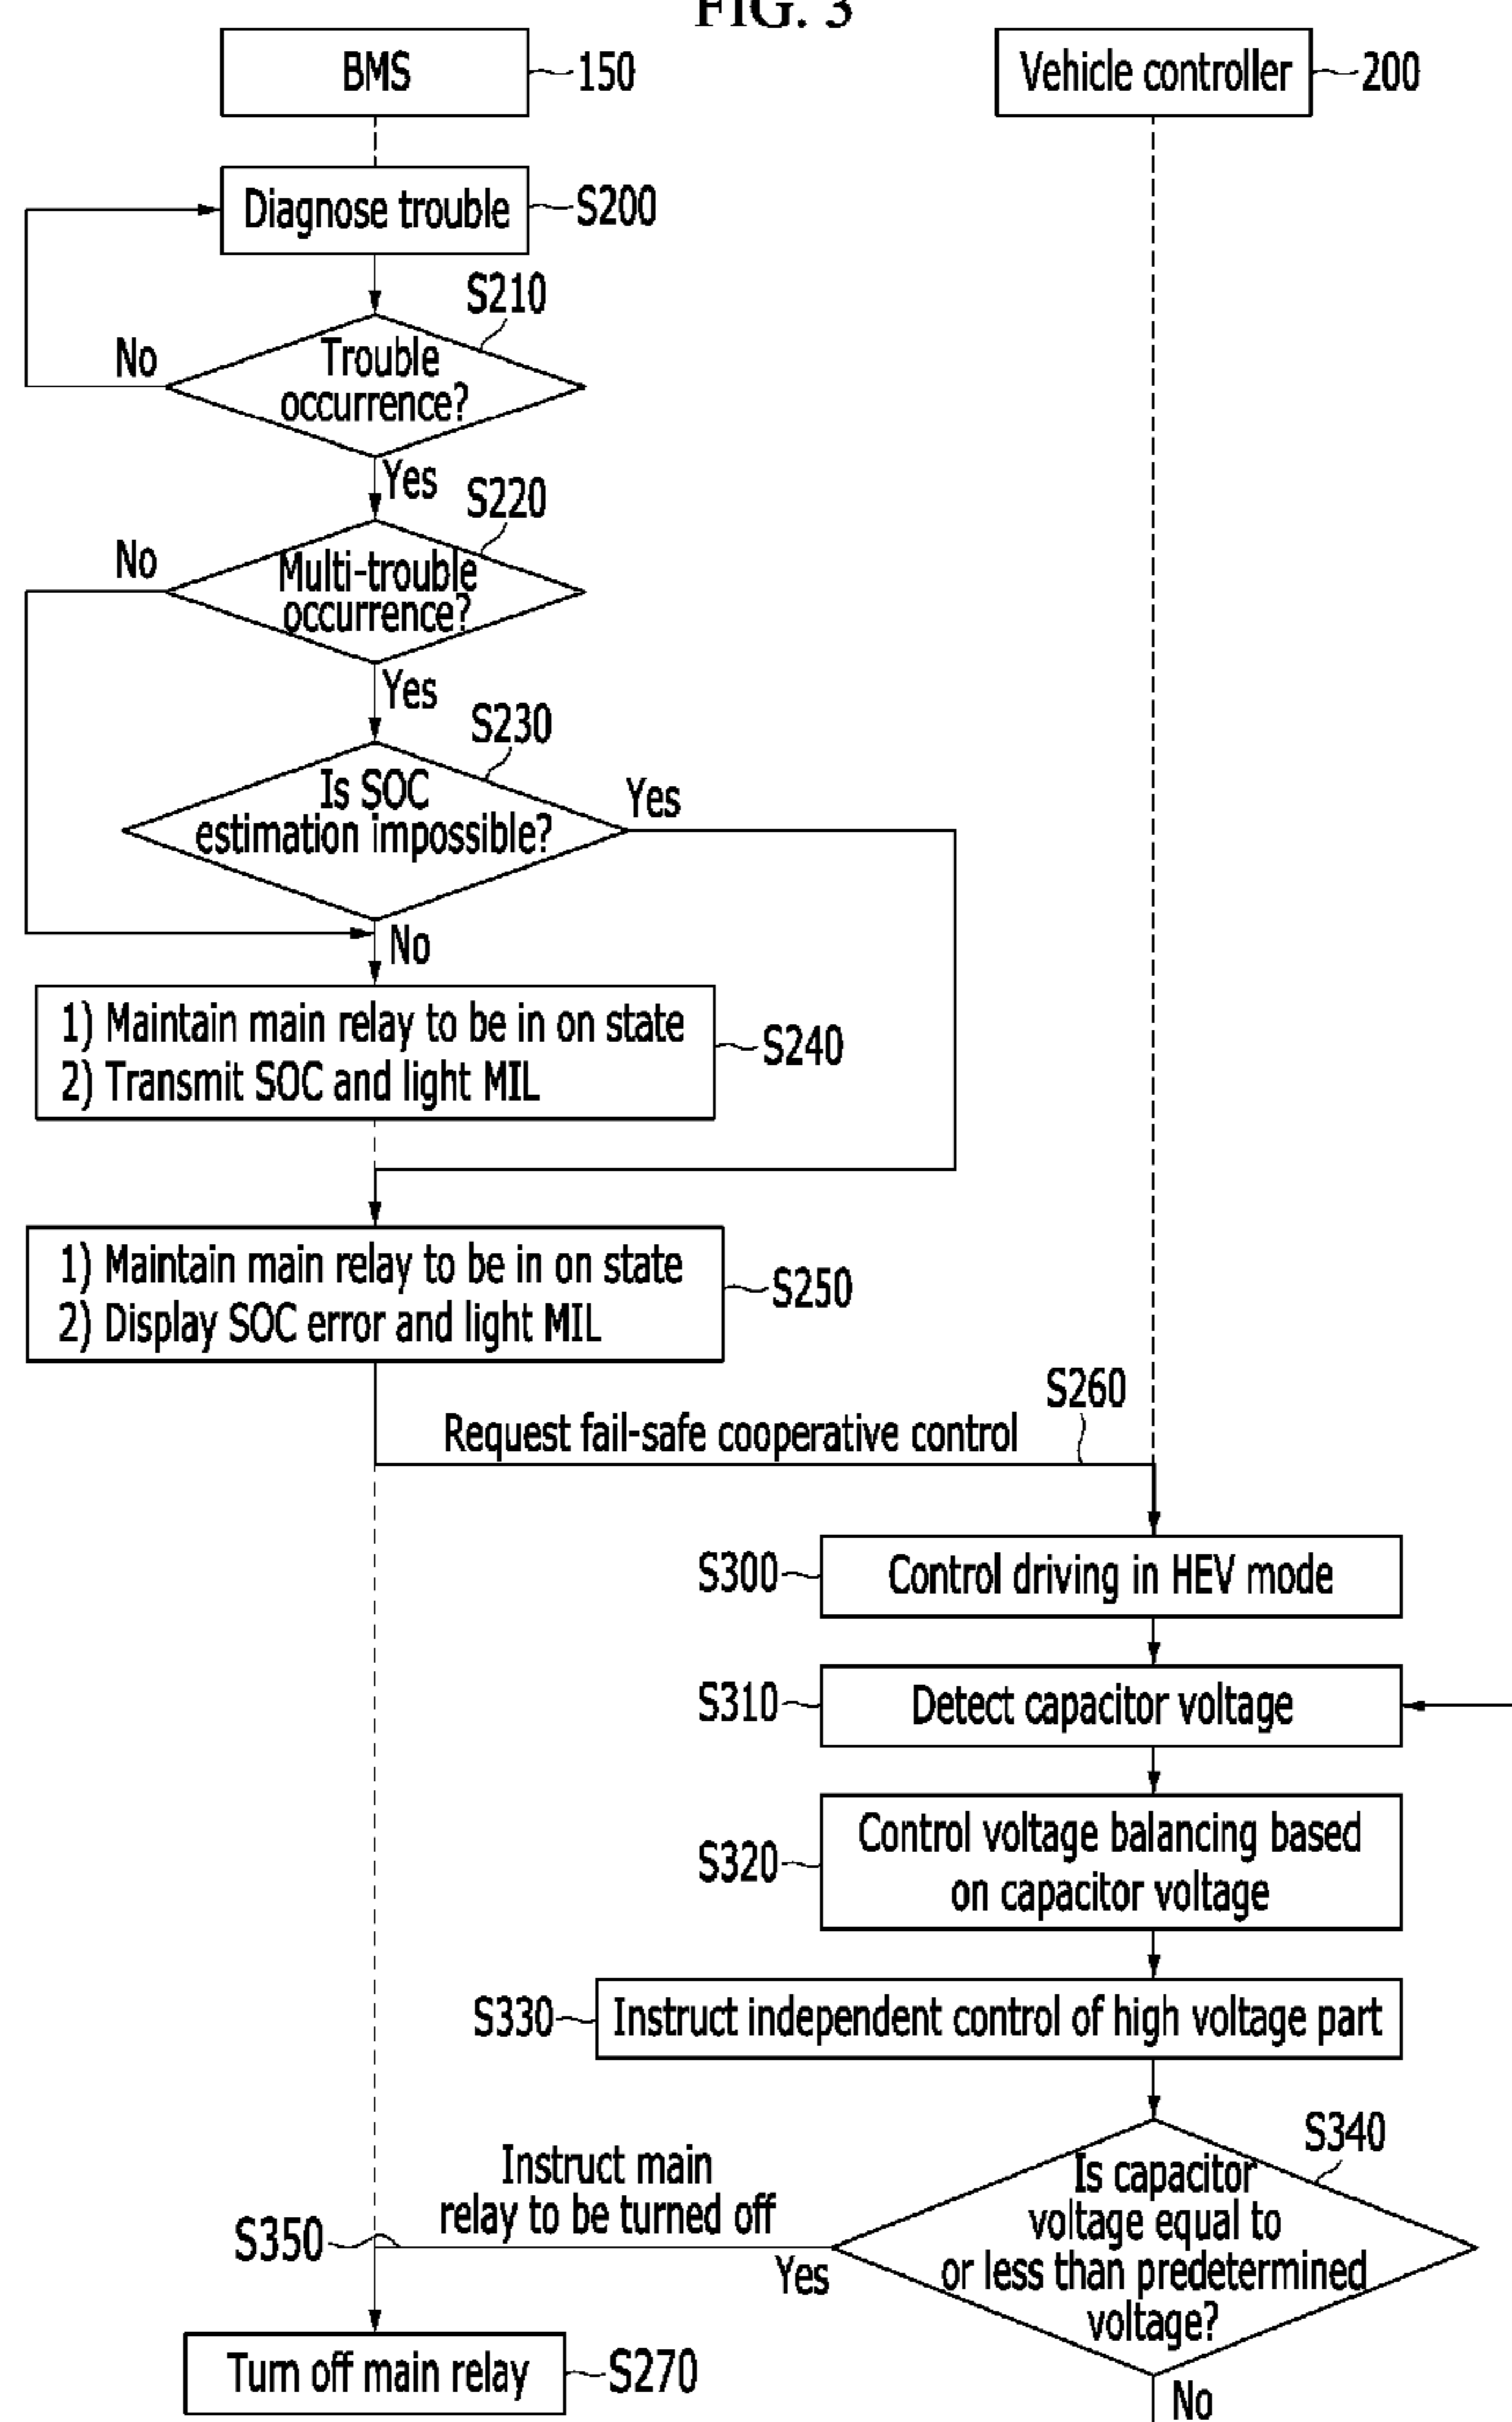 FIG. 3
BMS
150
Vehicle controller
200
Diagnose trouble
S200
S210
No
Trouble
occurrence?
Yes
S220
No
Multi-trouble
occurrence?
Yes
S230
Is SOC
estimation impossible?
Yes
No
1) Maintain main relay to be in on state
2) Transmit SOC and light MIL
S240
1) Maintain main relay to be in on state
2) Display SOC error and light MIL
S250
S260
Request fail-safe cooperative control
S300
Control driving in HEV mode
S310
Detect capacitor voltage
S320
Control voltage balancing based
on capacitor voltage
S330
Instruct independent control of high voltage part
S340
Is capacitor
voltage equal to
or less than predetermined
voltage?
Instruct main
relay to be turned off
S350
Yes
Turn off main relay
S270
No